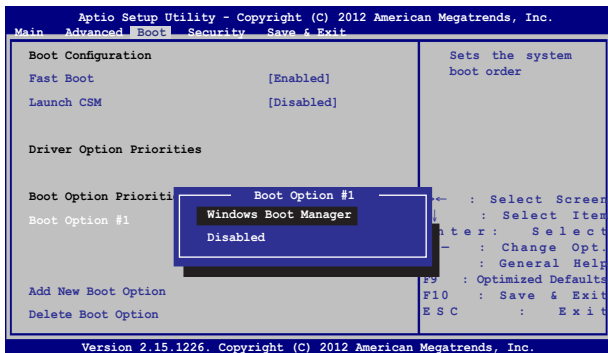 Aptio Setup Utility - Copyright (C) 2012 American Megatrends, Inc.
Main Advanced Boot Security Save & Exit
Boot Configuration
Fast Boot [Enabled]
Launch CSM [Disabled]
Driver Option Priorities
Boot Option Prioriti
Boot Option #1
Add New Boot Option
Delete Boot Option
Boot Option #1
Windows Boot Manager
Disabled
Sets the system
boot order
← : Select Screen
↓ : Select Item
nter: Select
— : Change Opt.
: General Help
F9 : Optimized Defaults
F10 : Save & Exit
ESC : Exit
Version 2.15.1226. Copyright (C) 2012 American Megatrends, Inc.